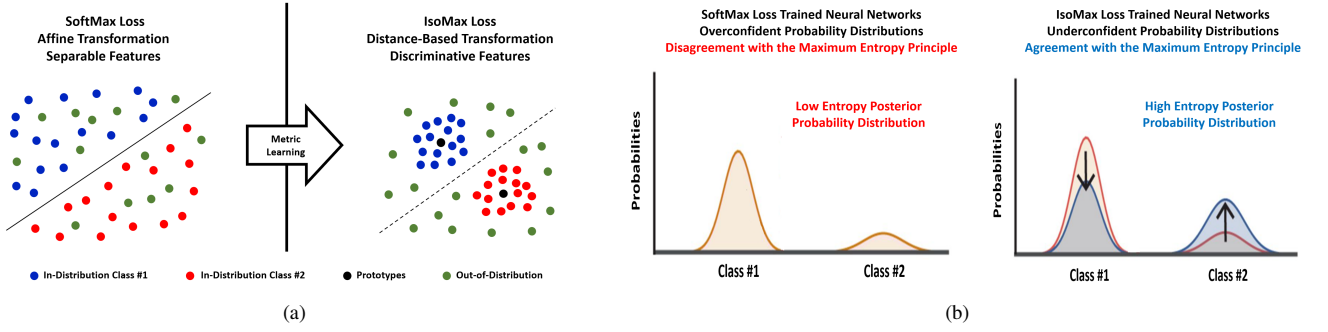 SoftMax Loss
Affine Transformation
Separable Features
IsoMax Loss
Distance-Based Transformation
Discriminative Features
Metric
Learning
In-Distribution Class #1
In-Distribution Class #2
Prototypes
Out-of-Distribution
(a)
SoftMax Loss Trained Neural Networks
Overconfident Probability Distributions
Disagreement with the Maximum Entropy Principle
Low Entropy Posterior
Probability Distribution
Probabilities
Class #1
Class #2
IsoMax Loss Trained Neural Networks
Underconfident Probability Distributions
Agreement with the Maximum Entropy Principle
High Entropy Posterior
Probability Distribution
Probabilities
Class #1
Class #2
(b)